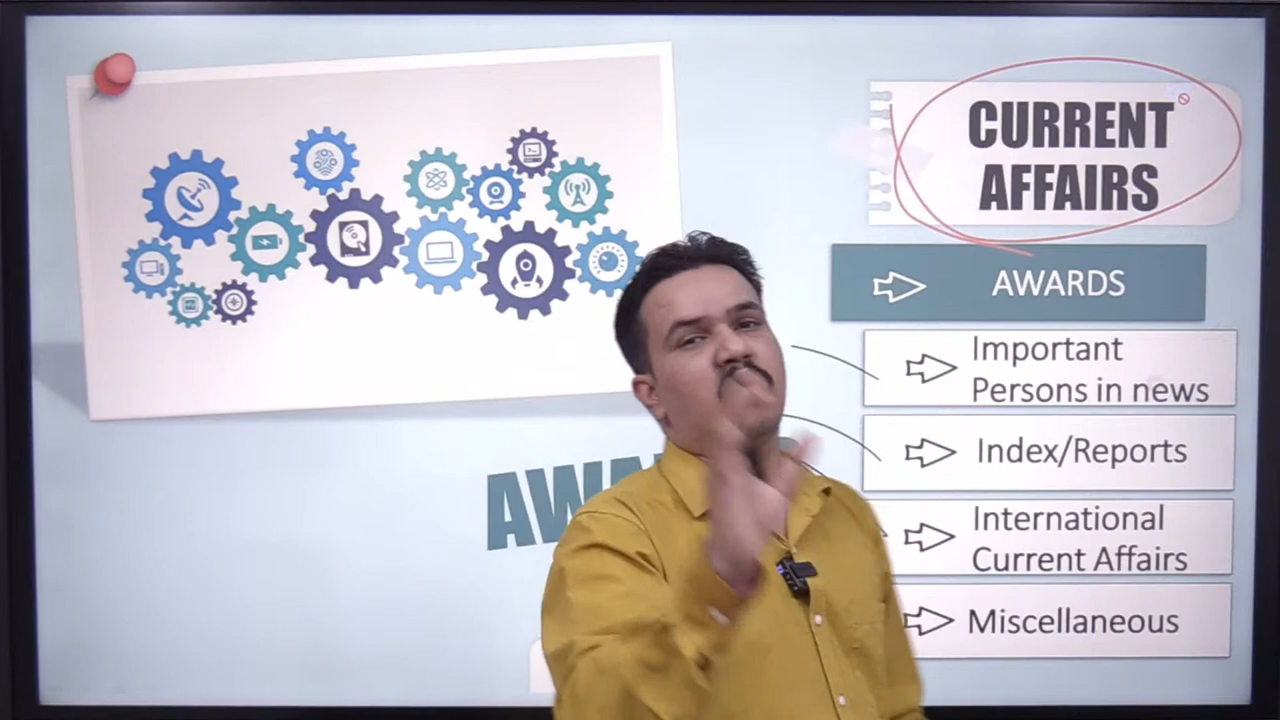 CURRENT
AFFAIRS
AWARDS
Important
Persons in news
Index/Reports
International
Current Affairs
Miscellaneous